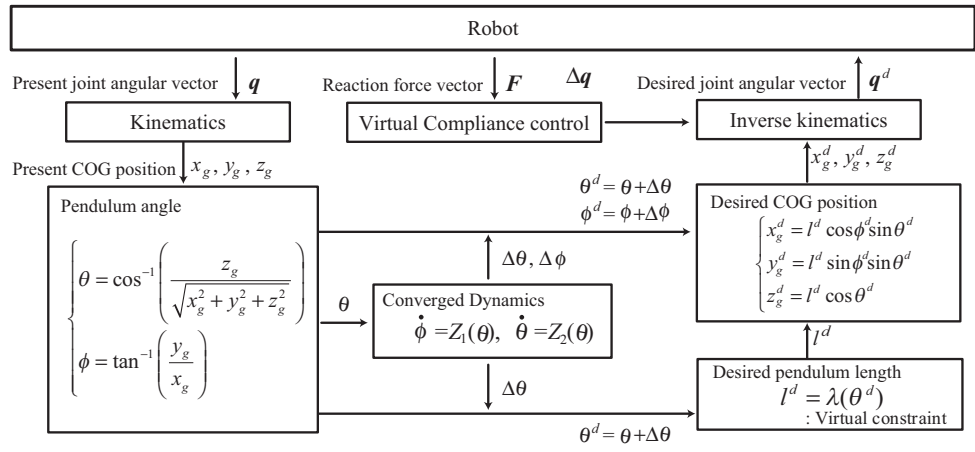 Robot
Present joint angular vector q
Reaction force vector F
Δq
Desired joint angular vector q^d
Kinematics
Virtual Compliance control
Inverse kinematics
Present COG position x_g, y_g, z_g
x_g^d, y_g^d, z_g^d
Pendulum angle
θ = cos^{-1} ( z_g / √(x_g^2 + y_g^2 + z_g^2) )
φ = tan^{-1} ( y_g / x_g )
θ^d = θ+Δθ
φ^d = φ+Δφ
Δθ, Δφ
θ
Converged Dynamics
φ̇ = Z_1(θ), θ̇ = Z_2(θ)
Δθ
θ^d = θ+Δθ
Desired COG position
x_g^d = l^d cosφ^d sinθ^d
y_g^d = l^d sinφ^d sinθ^d
z_g^d = l^d cosθ^d
l^d
Desired pendulum length
l^d = λ(θ^d)
: Virtual constraint